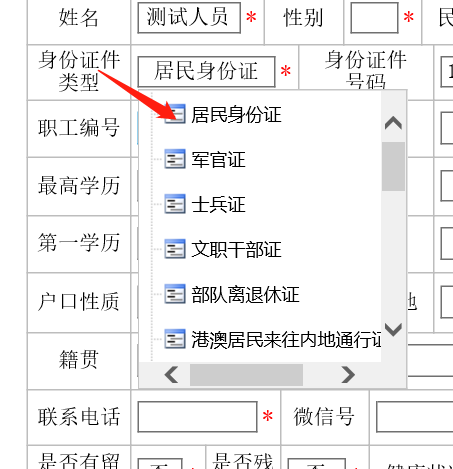 姓名 测试人员 * 性别 *
身份证件类型 居民身份证 * 身份证件号码
居民身份证
职工编号
军官证
最高学历
士兵证
第一学历
文职干部证
户口性质
部队离退休证
地
籍贯
港澳居民来往内地通行证
联系电话 * 微信号
是否有留 否 * 是否残 否 *